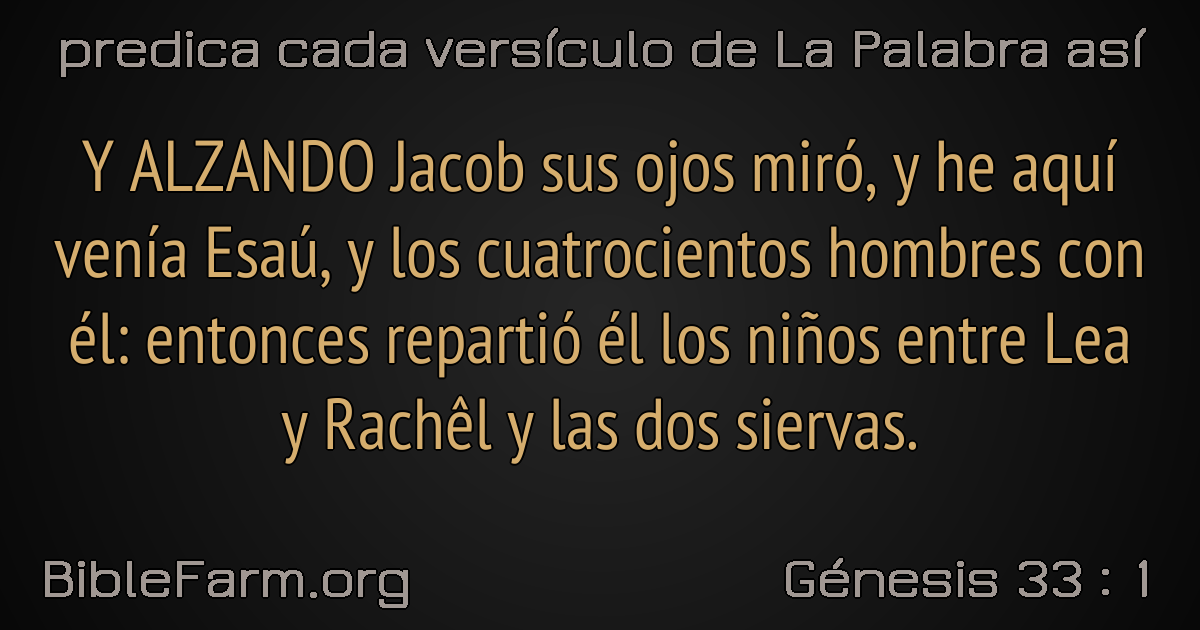 predica cada versículo de La Palabra así
Y ALZANDO Jacob sus ojos miró, y he aquí
venía Esaú, y los cuatrocientos hombres con
él: entonces repartió él los niños entre Lea
y Rachêl y las dos siervas.
BibleFarm.org
Génesis 33 : 1